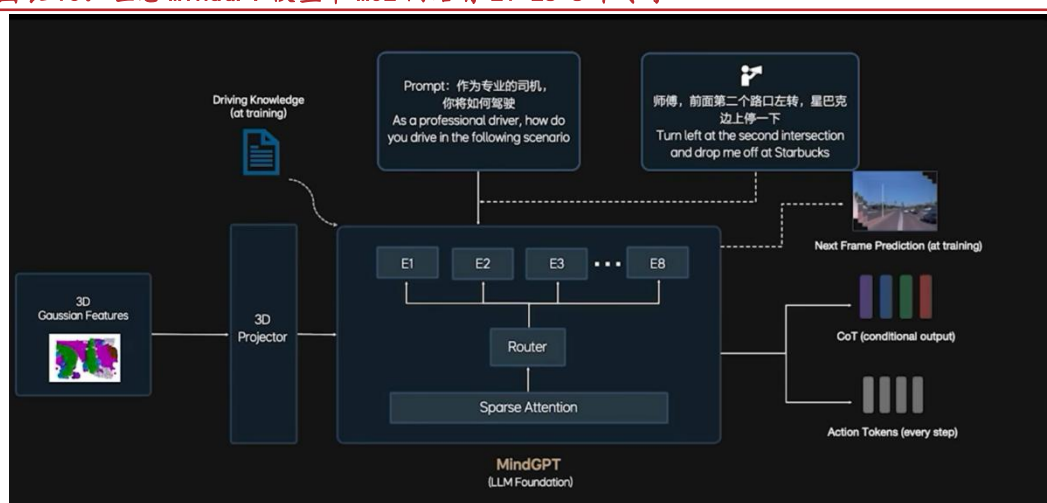 Prompt：作为专业的司机，
你将如何驾驶
As a professional driver, how do
you drive in the following scenario
师傅，前面第二个路口左转，星巴克
边上停一下
Turn left at the second intersection
and drop me off at Starbucks
Driving Knowledge
(at training)
Next Frame Prediction (at training)
E1
E2
E3
E8
3D
Gaussian Features
3D
Projector
Router
CoT (conditional output)
Sparse Attention
Action Tokens (every step)
MindGPT
(LLM Foundation)